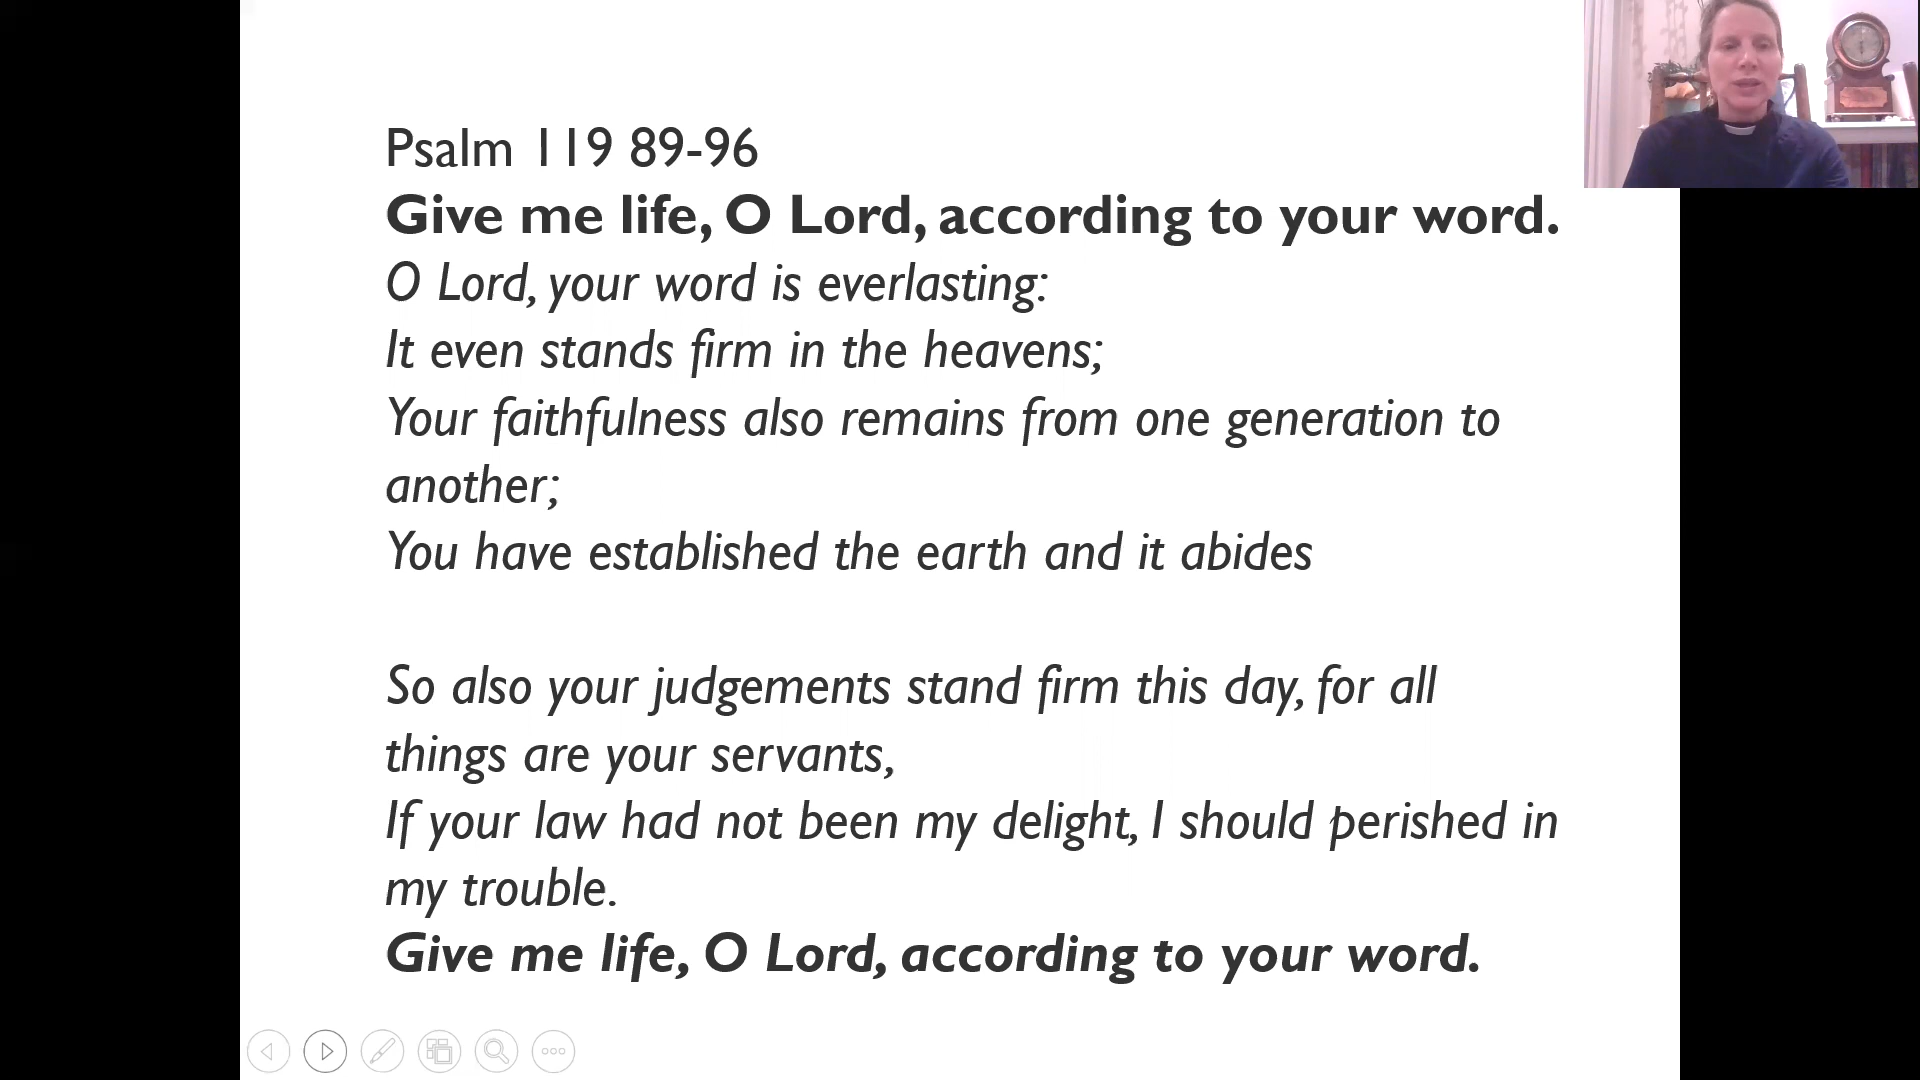 Psalm 119 89-96
Give me life, O Lord, according to your word.
O Lord, your word is everlasting:
It even stands firm in the heavens;
Your faithfulness also remains from one generation to
another;
You have established the earth and it abides
So also your judgements stand firm this day, for all
things are your servants,
If your law had not been my delight, I should perished in
my trouble.
Give me life, O Lord, according to your word.